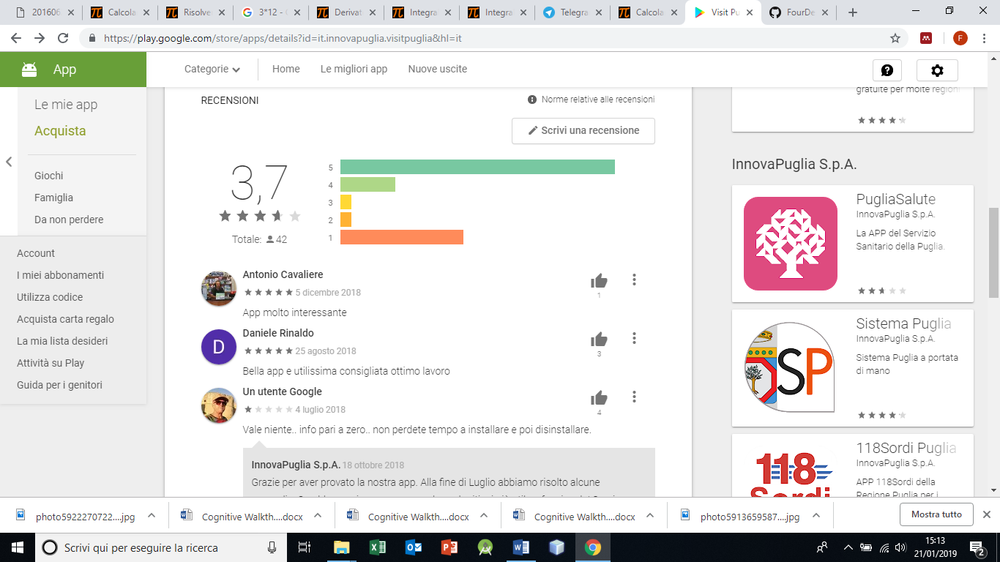 201606
Calcola
Risolve
3*12 -
Derivat
Integra
Integra
Telegra
Calcola
Visit Pu
FourDe
https://play.google.com/store/apps/details?id=it.innovapuglia.visitpuglia&hl=it
F
App
Categorie
Home
Le migliori app
Nuove uscite
Le mie app
Acquista
Giochi
Famiglia
Da non perdere
Account
I miei abbonamenti
Utilizza codice
Acquista carta regalo
La mia lista desideri
Attività su Play
Guida per i genitori
RECENSIONI
Norme relative alle recensioni
Scrivi una recensione
3,7
Totale: 42
5
4
3
2
1
Antonio Cavaliere
5 dicembre 2018
1
App molto interessante
D
Daniele Rinaldo
25 agosto 2018
3
Bella app e utilissima consigliata ottimo lavoro
Un utente Google
4 luglio 2018
4
Vale niente.. info pari a zero.. non perdete tempo a installare e poi disinstallare.
InnovaPuglia S.p.A. 18 ottobre 2018
Grazie per aver provato la nostra app. Alla fine di Luglio abbiamo risolto alcune
gratuite per molte regioni
InnovaPuglia S.p.A.
PugliaSalute
InnovaPuglia S.p.A.
La APP del Servizio
Sanitario della Puglia.
SP
Sistema Puglia
InnovaPuglia S.p.A.
Sistema Puglia a portata
di mano
118
Sordi
118Sordi Puglia
InnovaPuglia S.p.A.
APP 118Sordi della
Regione Puglia per i
photo5922270722....jpg
Cognitive Walkth....docx
Cognitive Walkth....docx
Cognitive Walkth....docx
photo5913659587....jpg
Mostra tutto
Scrivi qui per eseguire la ricerca
15:13
21/01/2019
2